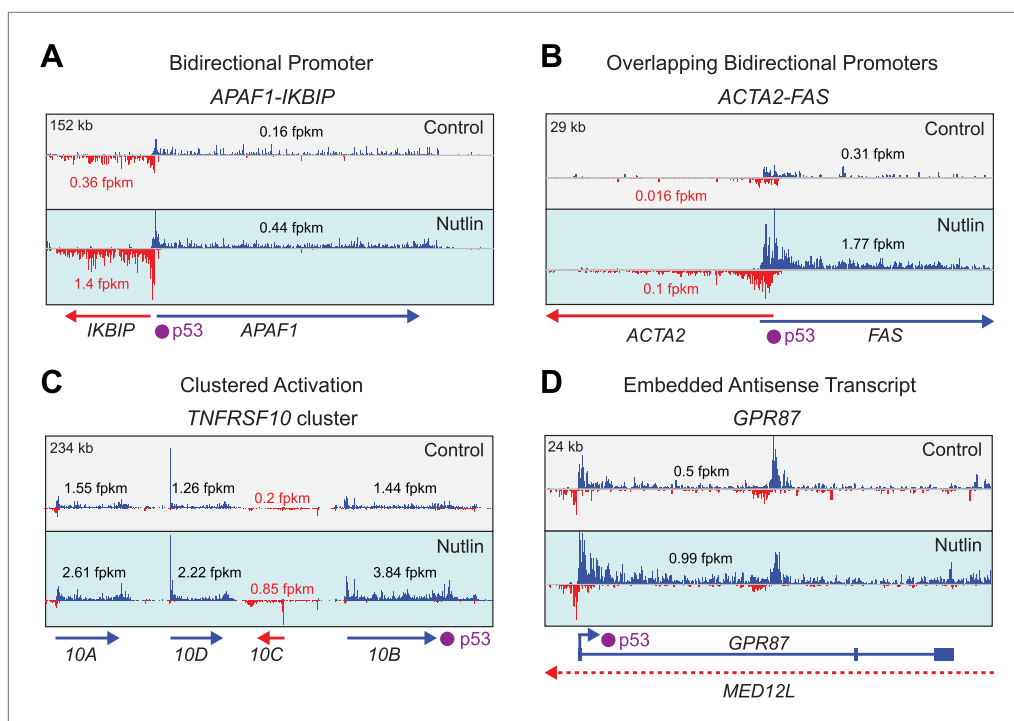 A
Bidirectional Promoter
APAF1-IKBIP
152 kb
Control
0.16 fpkm
0.36 fpkm
Nutlin
0.44 fpkm
1.4 fpkm
IKBIP
p53
APAF1
B
Overlapping Bidirectional Promoters
ACTA2-FAS
29 kb
Control
0.31 fpkm
0.016 fpkm
Nutlin
1.77 fpkm
0.1 fpkm
ACTA2
p53
FAS
C
Clustered Activation
TNFRSF10 cluster
234 kb
Control
1.55 fpkm
1.26 fpkm
0.2 fpkm
1.44 fpkm
Nutlin
2.61 fpkm
2.22 fpkm
0.85 fpkm
3.84 fpkm
10A
10D
10C
10B
p53
D
Embedded Antisense Transcript
GPR87
24 kb
Control
0.5 fpkm
Nutlin
0.99 fpkm
p53
GPR87
MED12L